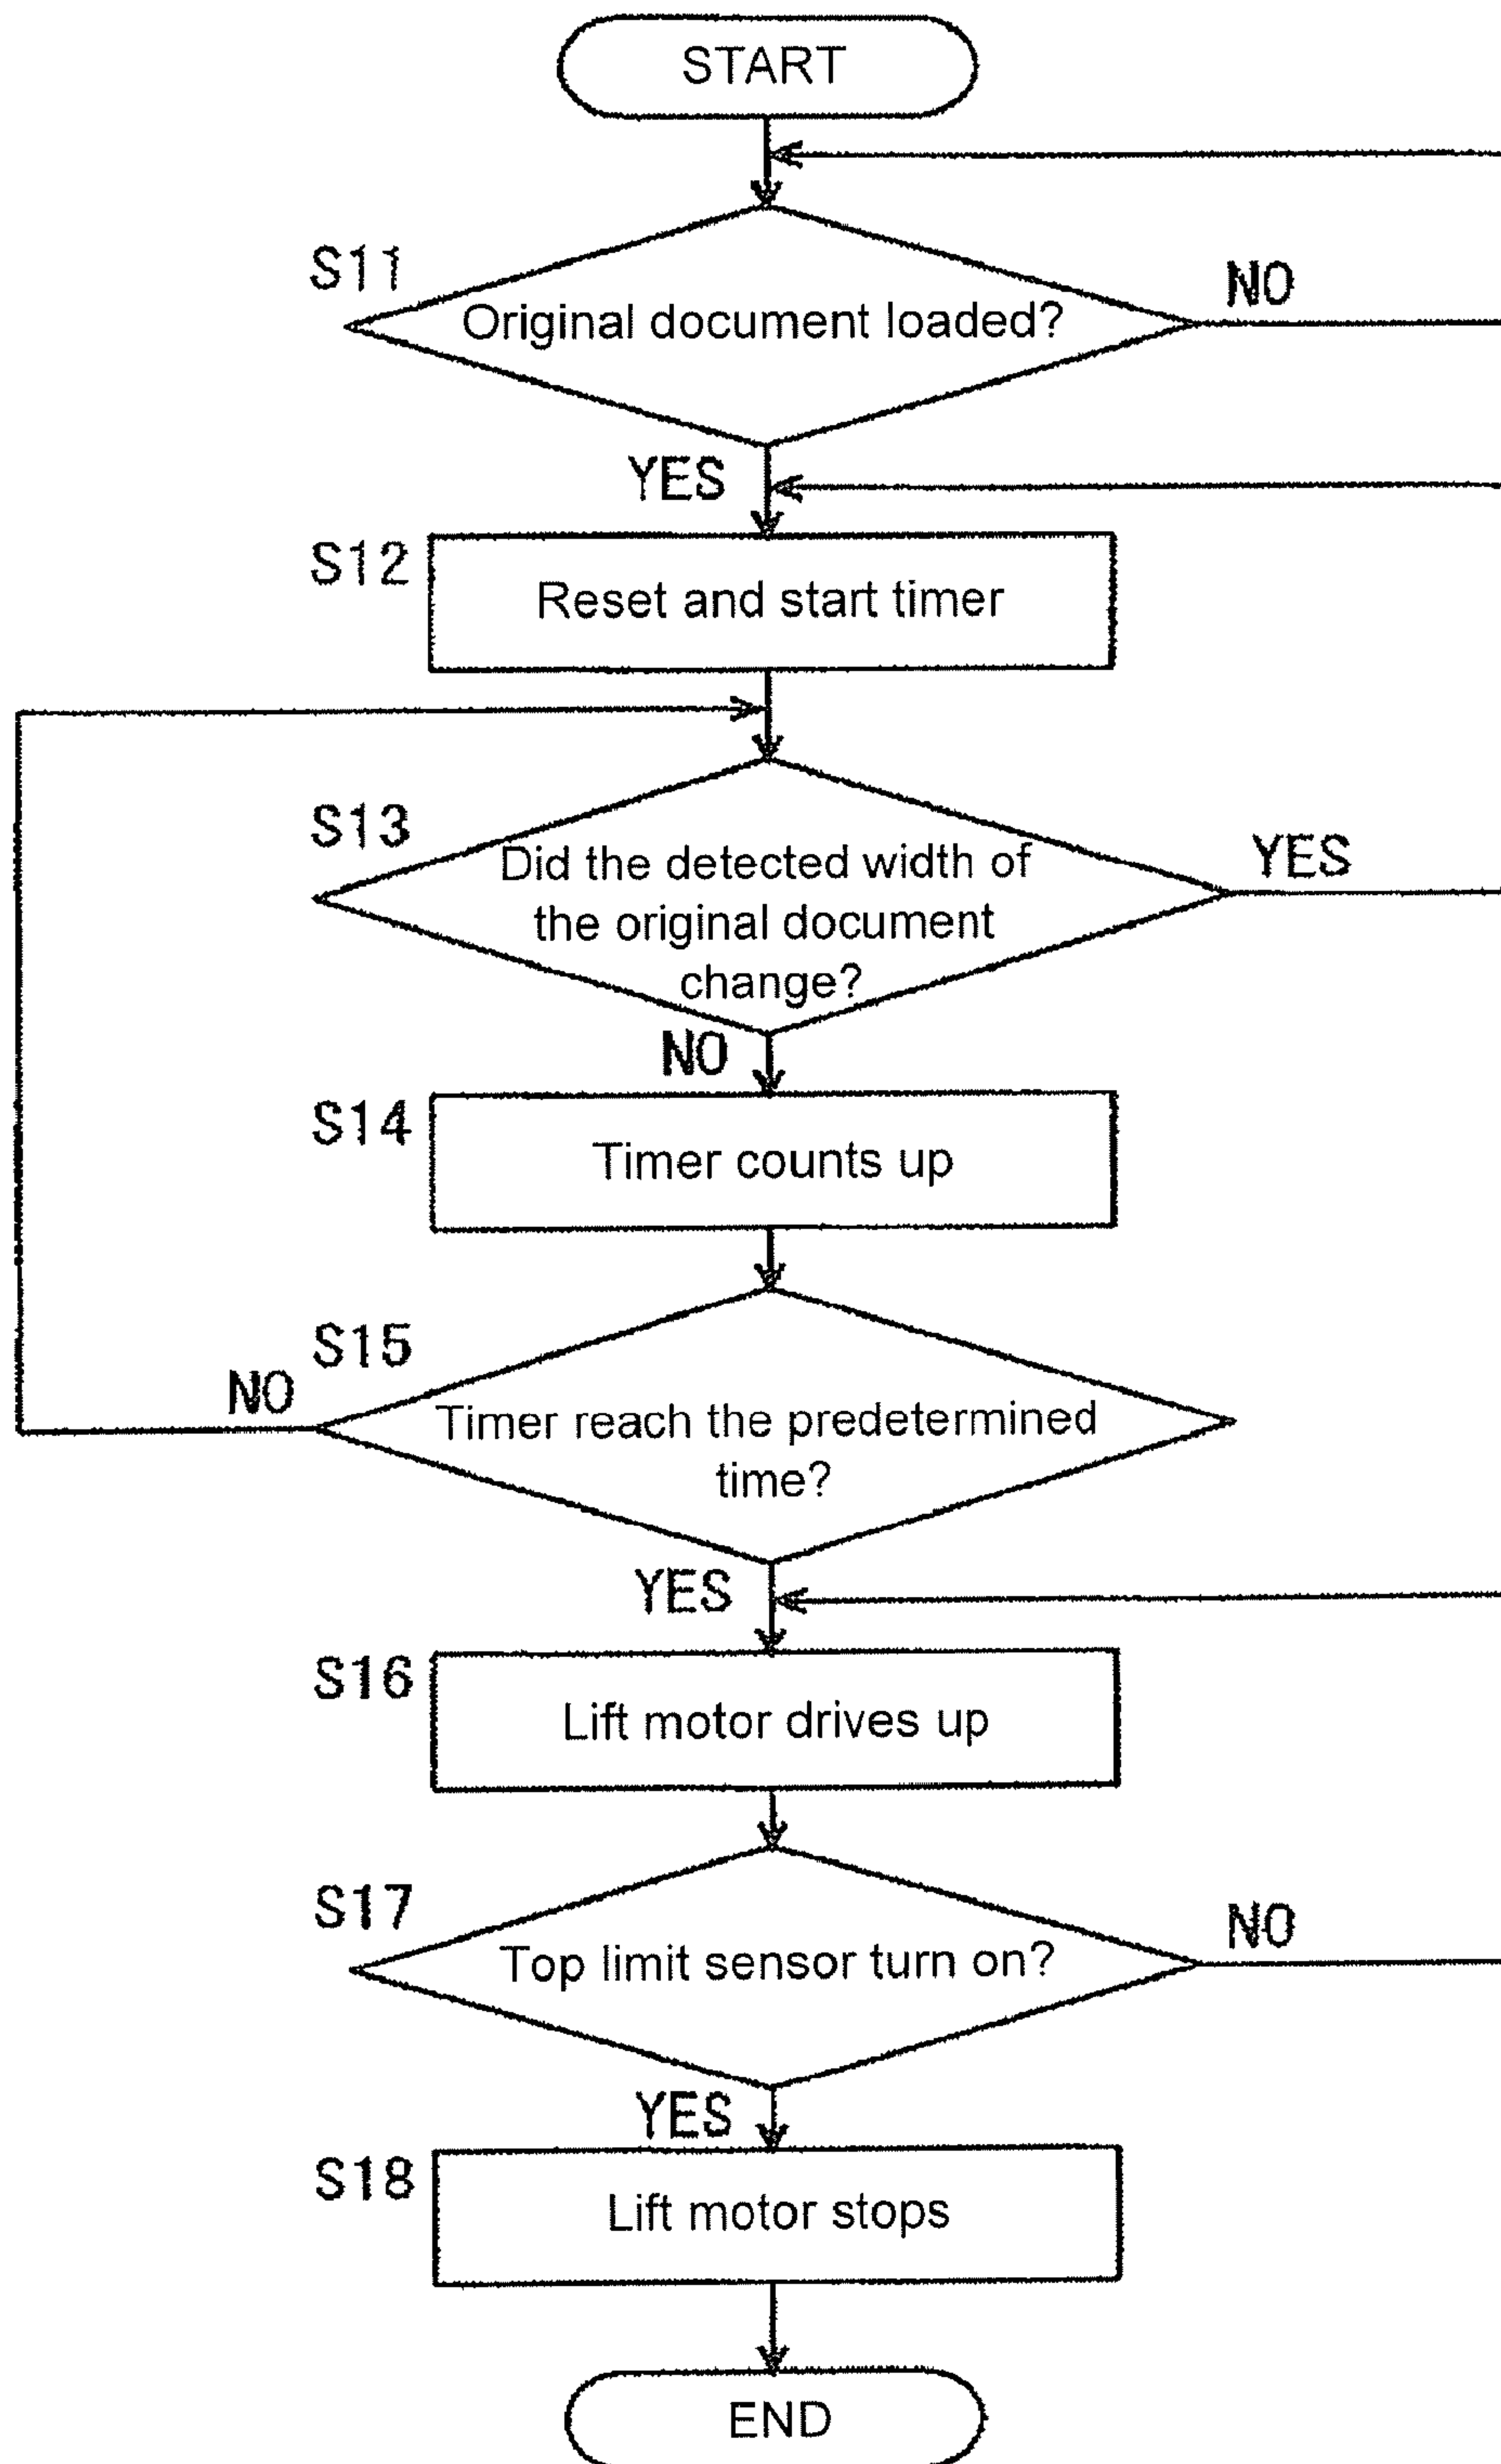 START
S11
Original document loaded?
NO
YES
S12
Reset and start timer
S13
Did the detected width of
the original document
change?
YES
NO
S14
Timer counts up
S15
NO
Timer reach the predetermined
time?
YES
S16
Lift motor drives up
S17
Top limit sensor turn on?
NO
YES
S18
Lift motor stops
END